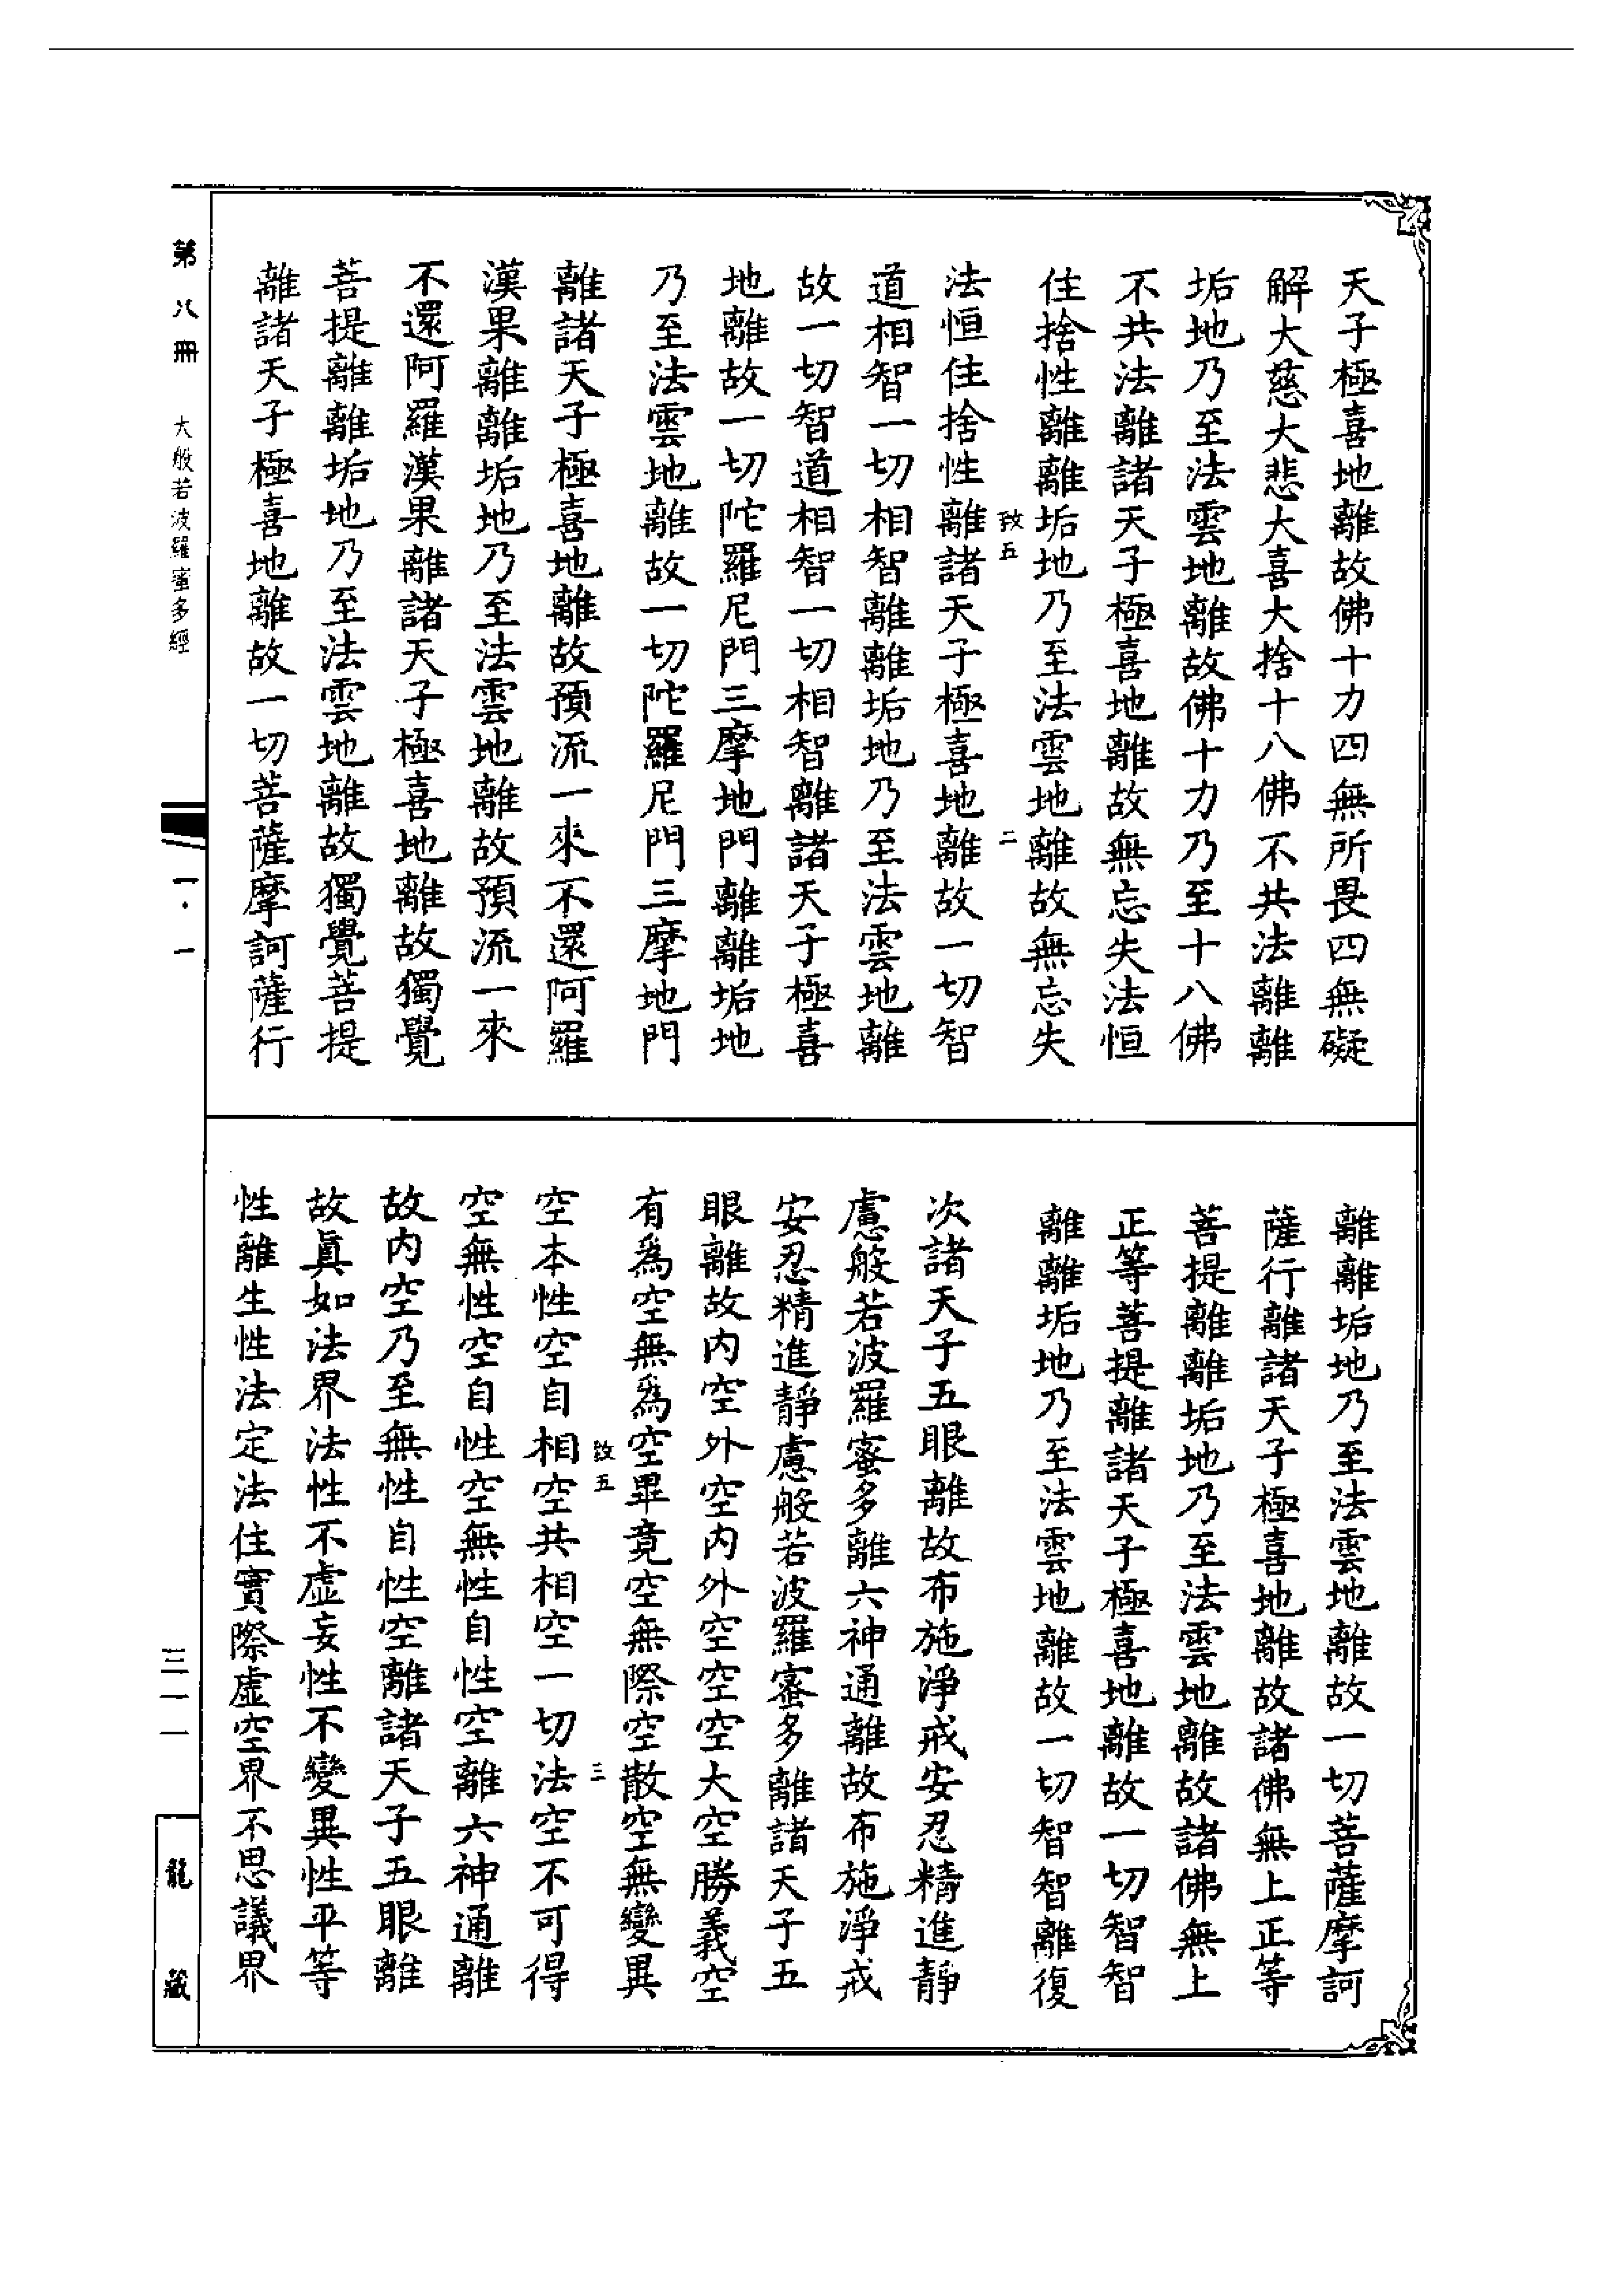 天子極喜地離故佛十力四無所畏四無礙
解大慈大悲大喜大捨十八佛不共法離離
垢地乃至法雲地離故佛十力乃至十八佛
不共法離諸天子極喜地離故無忘失法恒
住捨性離離垢地乃至法雲地離故無忘失
致五
二
法恒住捨性離諸天子極喜地離故一切智
道相智一切相智離離垢地乃至法雲地離
故一切智道相智一切相智離諸天子極喜
地離故一切陀羅尼門三摩地門離離垢地
乃至法雲地離故一切陀羅尼門三摩地門
離諸天子極喜地離故預流一來不還阿羅
漢果離離垢地乃至法雲地離故預流一來
不還阿羅漢果離諸天子極喜地離故獨覺
菩提離離垢地乃至法雲地離故獨覺菩提
離諸天子極喜地離故一切菩薩摩訶薩行
離離垢地乃至法雲地離故一切菩薩摩訶
薩行離諸天子極喜地離故諸佛無上正等
菩提離離垢地乃至法雲地離故諸佛無上
正等菩提離諸天子極喜地離故一切智智
離離垢地乃至法雲地離故一切智智離復
次諸天子五眼離故布施淨戒安忍精進靜
慮般若波羅蜜多離六神通離故布施淨戒
安忍精進靜慮般若波羅蜜多離諸天子五
眼離故內空外空內外空空空大空勝義空
有為空無為空畢竟空無際空散空無變異
致五
三
空本性空自相空共相空一切法空不可得
空無性空自性空無性自性空離六神通離
故內空乃至無性自性空離諸天子五眼離
故眞如法界法性不虛妄性不變異性平等
性離生性法定法住實際虛空界不思議界
第八冊
大般若波羅蜜多經
一·一
三一一
龍藏